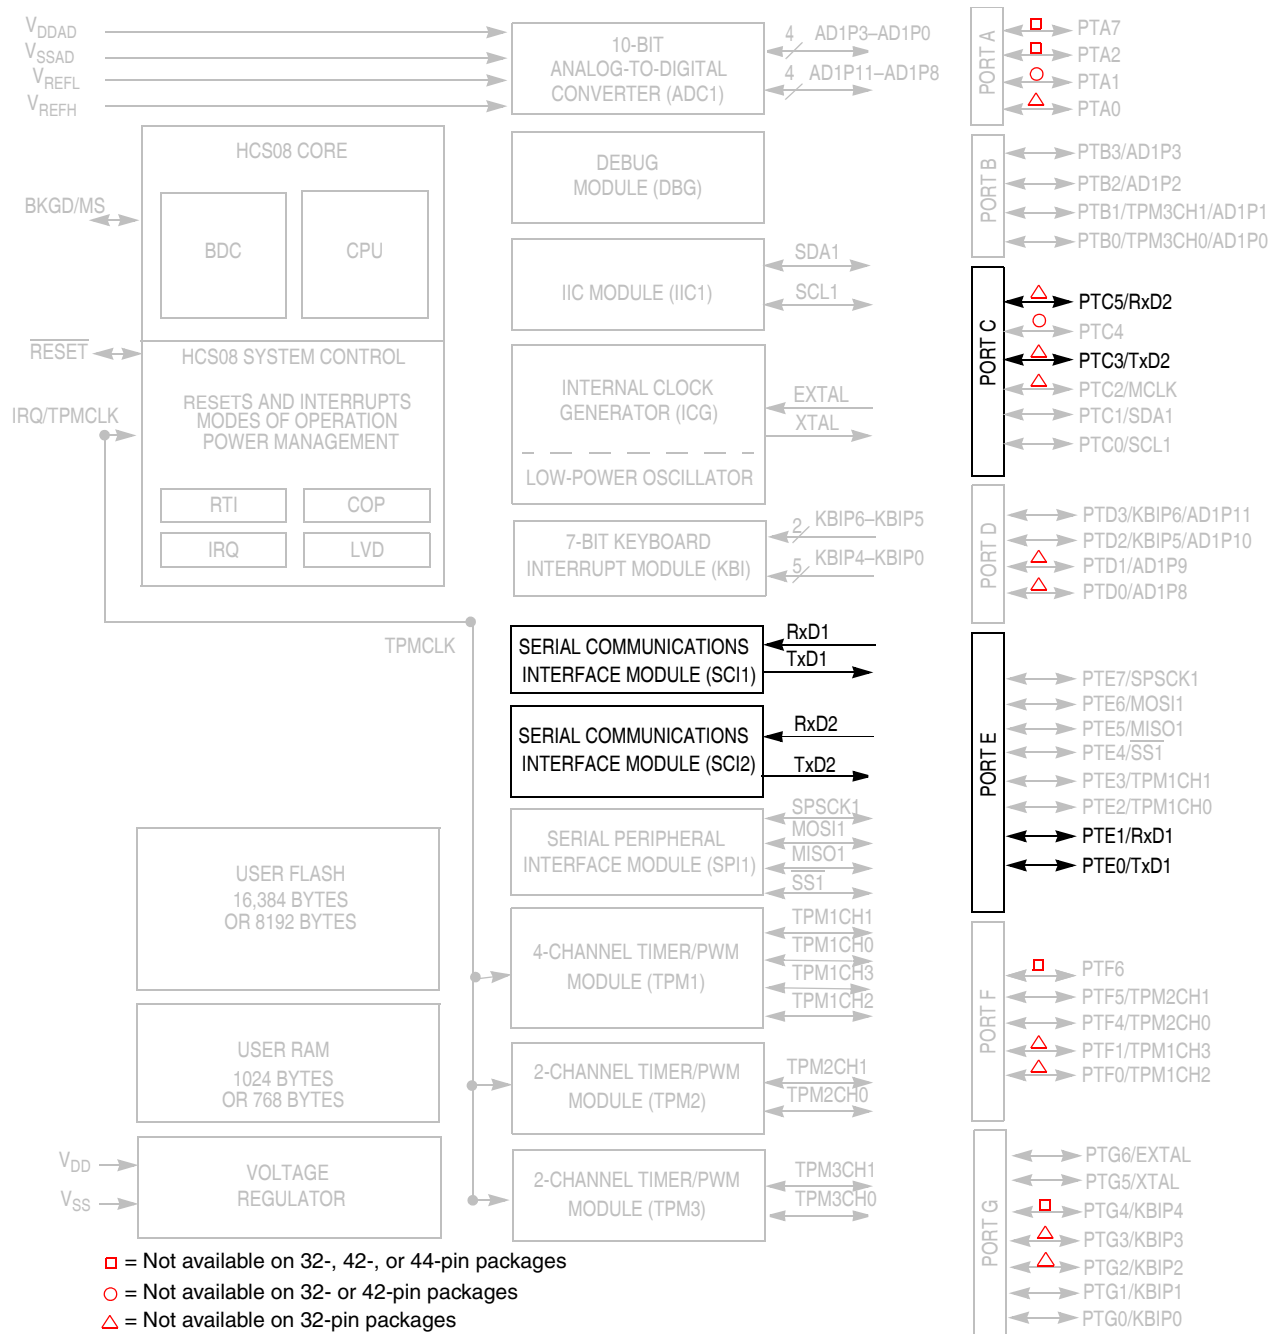 VDDAD
VSSAD
VREFL
VREFH
10-BIT
ANALOG-TO-DIGITAL
CONVERTER (ADC1)
4 AD1P3–AD1P0
4 AD1P11–AD1P8
HCS08 CORE
BDC
CPU
BKGD/MS
RESET
HCS08 SYSTEM CONTROL
RESETS AND INTERRUPTS
MODES OF OPERATION
POWER MANAGEMENT
IRQ/TPMCLK
RTI
COP
IRQ
LVD
DEBUG
MODULE (DBG)
IIC MODULE (IIC1)
SDA1
SCL1
INTERNAL CLOCK
GENERATOR (ICG)
EXTAL
XTAL
LOW-POWER OSCILLATOR
7-BIT KEYBOARD
INTERRUPT MODULE (KBI)
2 KBIP6–KBIP5
5 KBIP4–KBIP0
TPMCLK
SERIAL COMMUNICATIONS
INTERFACE MODULE (SCI1)
RxD1
TxD1
SERIAL COMMUNICATIONS
INTERFACE MODULE (SCI2)
RxD2
TxD2
SERIAL PERIPHERAL
INTERFACE MODULE (SPI1)
SPSCK1
MOSI1
MISO1
SS1
USER FLASH
16,384 BYTES
OR 8192 BYTES
4-CHANNEL TIMER/PWM
MODULE (TPM1)
TPM1CH1
TPM1CH0
TPM1CH3
TPM1CH2
USER RAM
1024 BYTES
OR 768 BYTES
2-CHANNEL TIMER/PWM
MODULE (TPM2)
TPM2CH1
TPM2CH0
VDD
VSS
VOLTAGE
REGULATOR
2-CHANNEL TIMER/PWM
MODULE (TPM3)
TPM3CH1
TPM3CH0
PORT A
PTA7
PTA2
PTA1
PTA0
PORT B
PTB3/AD1P3
PTB2/AD1P2
PTB1/TPM3CH1/AD1P1
PTB0/TPM3CH0/AD1P0
PORT C
PTC5/RxD2
PTC4
PTC3/TxD2
PTC2/MCLK
PTC1/SDA1
PTC0/SCL1
PORT D
PTD3/KBIP6/AD1P11
PTD2/KBIP5/AD1P10
PTD1/AD1P9
PTD0/AD1P8
PORT E
PTE7/SPSCK1
PTE6/MOSI1
PTE5/MISO1
PTE4/SS1
PTE3/TPM1CH1
PTE2/TPM1CH0
PTE1/RxD1
PTE0/TxD1
PORT F
PTF6
PTF5/TPM2CH1
PTF4/TPM2CH0
PTF1/TPM1CH3
PTF0/TPM1CH2
PORT G
PTG6/EXTAL
PTG5/XTAL
PTG4/KBIP4
PTG3/KBIP3
PTG2/KBIP2
PTG1/KBIP1
PTG0/KBIP0
= Not available on 32-, 42-, or 44-pin packages
= Not available on 32- or 42-pin packages
= Not available on 32-pin packages